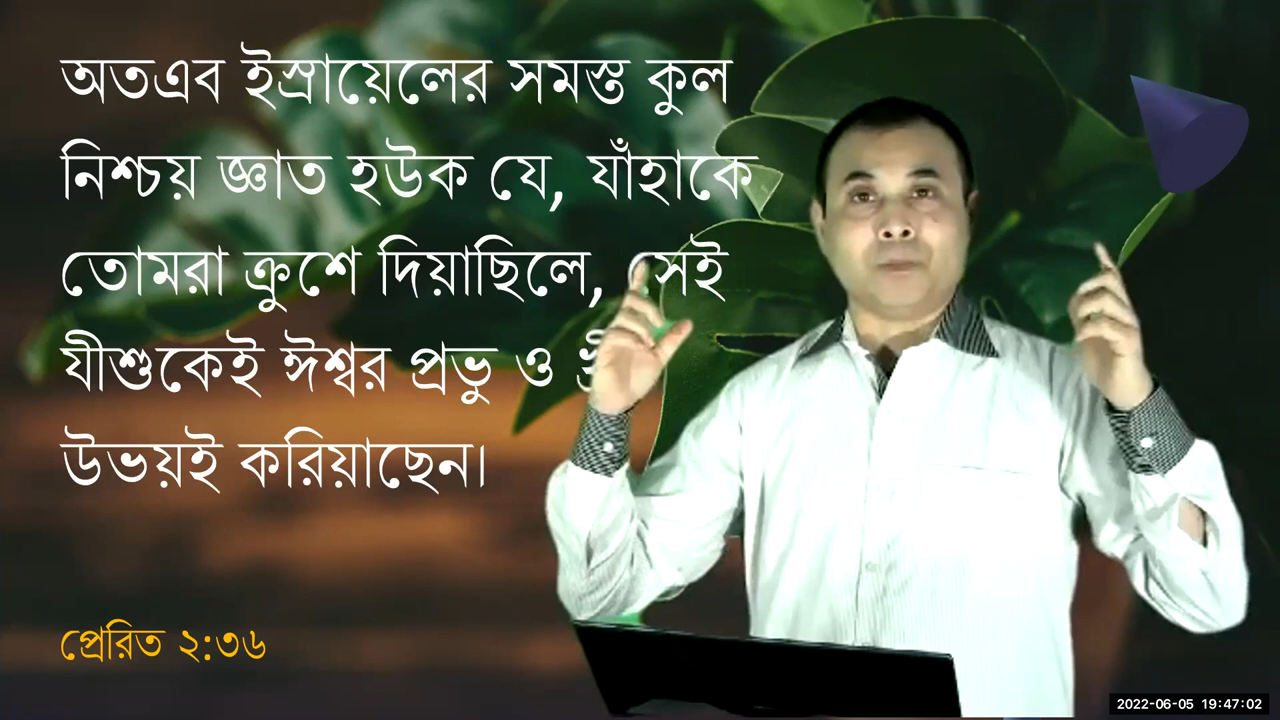 অতএব ইস্রায়েলের সমস্ত কুল
নিশ্চয় জ্ঞাত হউক যে, যাঁহাকে
তোমরা ক্রুশে দিয়াছিলে, সেই
যীশুকেই ঈশ্বর প্রভু ও
উভয়ই করিয়াছেন।
প্রেরিত ২:৩৬
2022-06-05 19:47:02